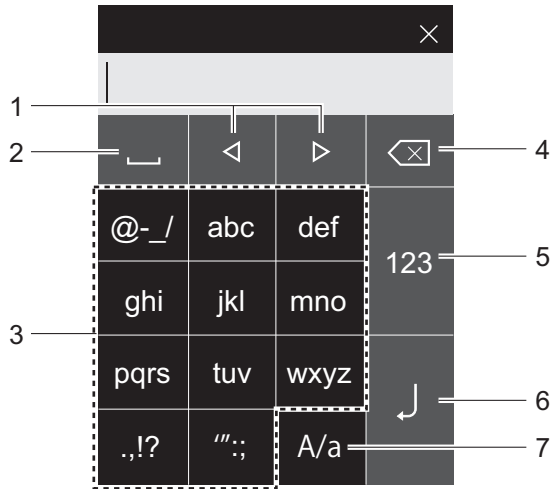 1
2
4
@-_/ abc def
123 5
ghi jkl mno
3
pqrs tuv wxyz
6
.,!? ‘“:; A/a
7